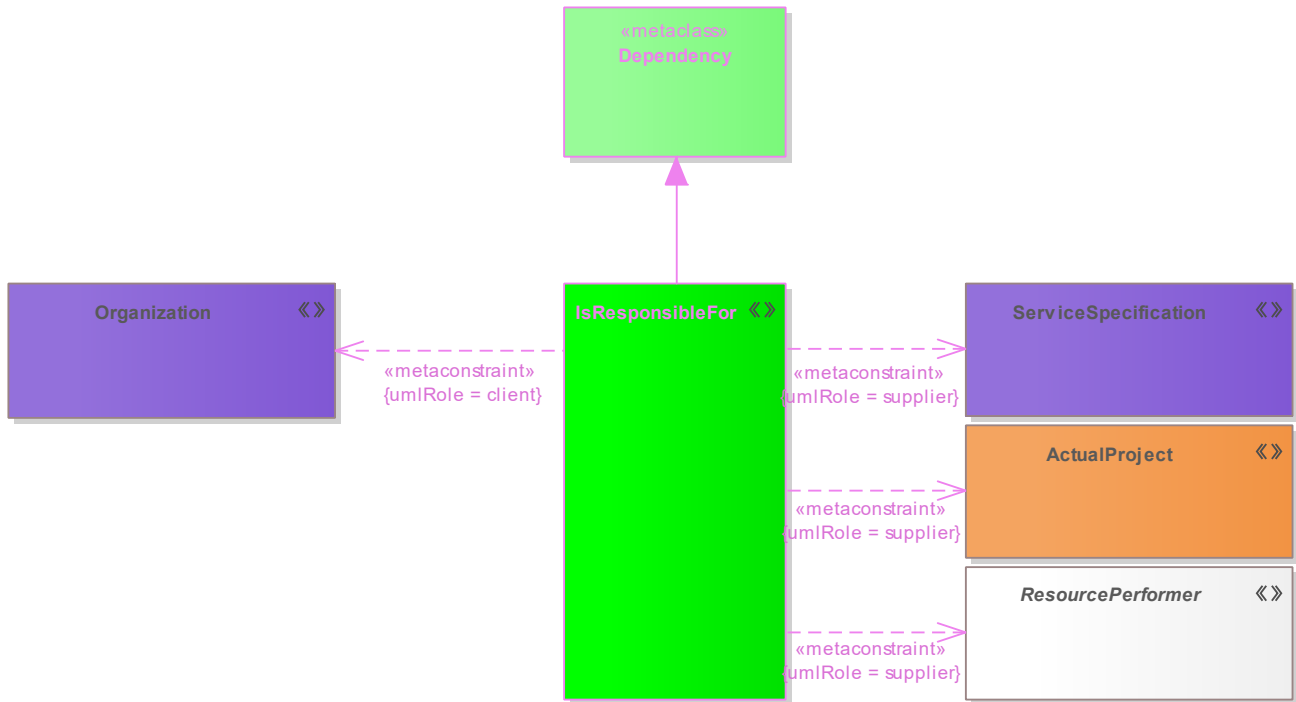 «metaclass»
Dependency
Organization «»
IsResponsibleFor «»
ServiceSpecification «»
«metaconstraint»
{umlRole = client}
«metaconstraint»
{umlRole = supplier}
ActualProject «»
«metaconstraint»
{umlRole = supplier}
ResourcePerformer «»
«metaconstraint»
{umlRole = supplier}